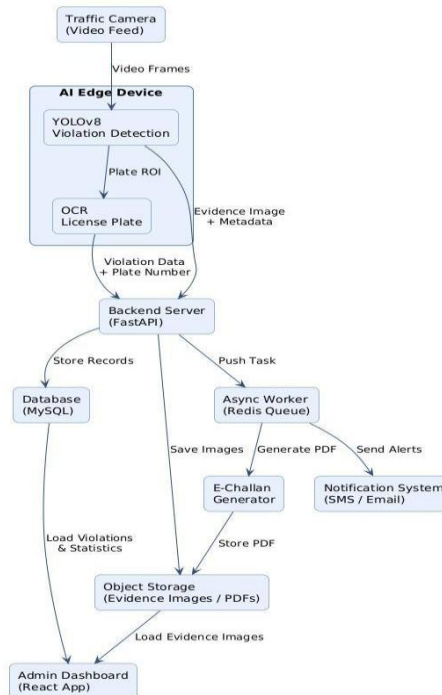 Traffic Camera
(Video Feed)
Video Frames
AI Edge Device
YOLOv8
Violation Detection
Plate ROI
OCR
License Plate
Evidence Image
+ Metadata
Violation Data
+ Plate Number
Backend Server
(FastAPI)
Store Records
Push Task
Database
(MySQL)
Async Worker
(Redis Queue)
Save Images
Generate PDF
Send Alerts
E-Challan
Generator
Notification System
(SMS / Email)
Load Violations
& Statistics
Store PDF
Object Storage
(Evidence Images / PDFs)
Load Evidence Images
Admin Dashboard
(React App)